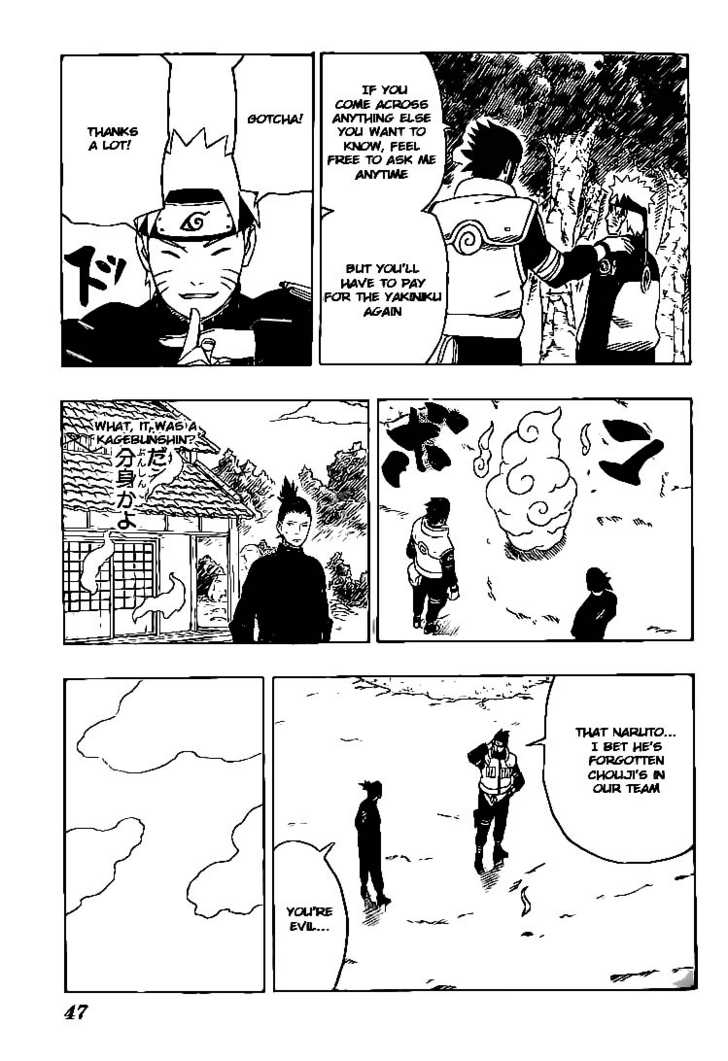 IF YOU
COME ACROSS
ANYTHING ELSE
YOU WANT TO
KNOW, FEEL
FREE TO ASK ME
ANYTIME
BUT YOU'LL
HAVE TO PAY
FOR THE YAKINIKU
AGAIN
GOTCHA!
THANKS
A LOT!
WHAT, IT WAS A
KAGEBUNSHIN?
分身かよ
THAT NARUTO...
I BET HE'S
FORGOTTEN
CHOUJI'S IN
OUR TEAM
YOU'RE
EVIL...
47